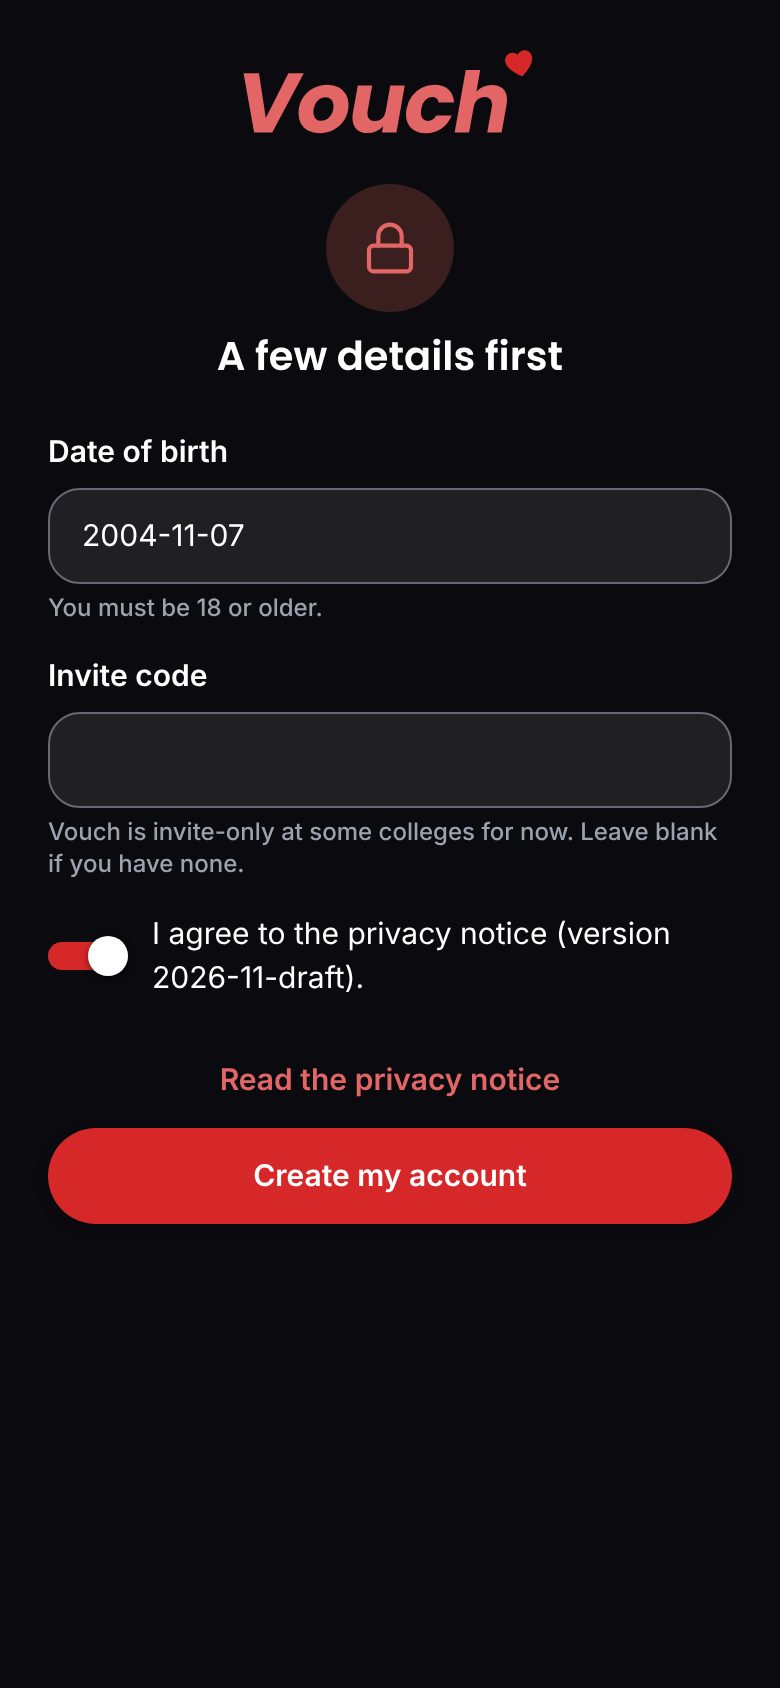 Vouch
A few details first
Date of birth
2004-11-07
You must be 18 or older.
Invite code
Vouch is invite-only at some colleges for now. Leave blank
if you have none.
I agree to the privacy notice (version
2026-11-draft).
Read the privacy notice
Create my account